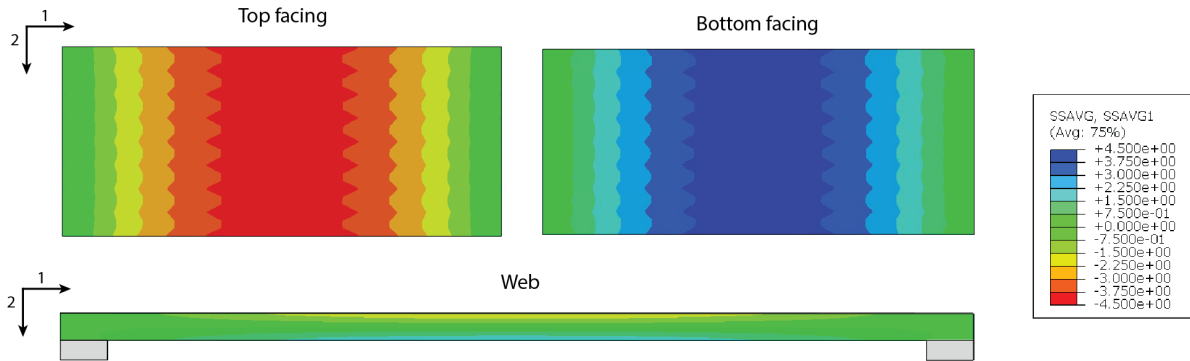 Top facing
Bottom facing
1
2
SSAVG, SSAVG1
(Avg: 75%)
+4.500e+00
+3.750e+00
+3.000e+00
+2.250e+00
+1.500e+00
+7.500e-01
+0.000e+00
-7.500e-01
-1.500e+00
-2.250e+00
-3.000e+00
-3.750e+00
-4.500e+00
Web
1
2